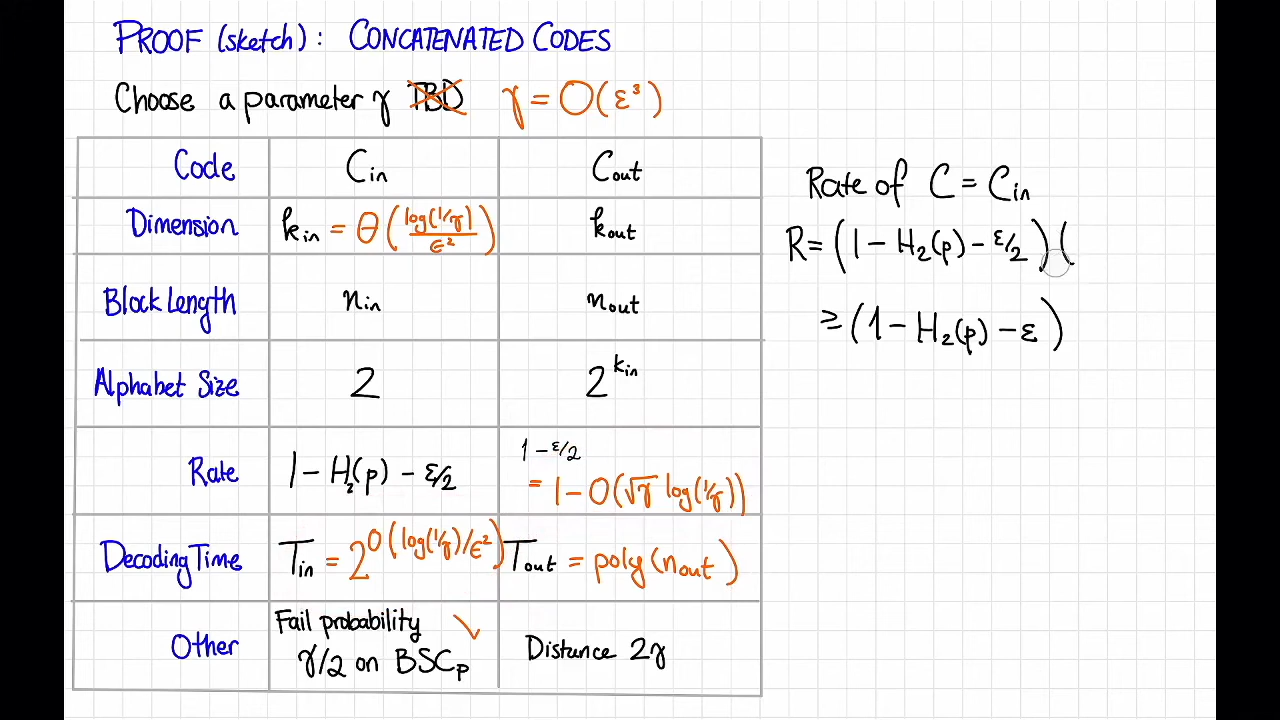 PROOF (sketch): CONCATENATED CODES
Choose a parameter γ TBD γ = O(ε³)
Code C_in C_out
Dimension k_in = Θ(log(1/γ)/ε²) k_out
Block Length n_in n_out
Alphabet Size 2 2^{k_in}
Rate 1 - H₂(p) - ε/2 1 - ε/2
= 1 - O(√γ log(1/γ))
Decoding Time T_in = 2^{O(log(1/γ)/ε²)} T_out = poly(n_out)
Other Fail probability
γ/2 on BSC_p Distance 2γ
Rate of C = C_in
R = (1 - H₂(p) - ε/2)(
≥ (1 - H₂(p) - ε)